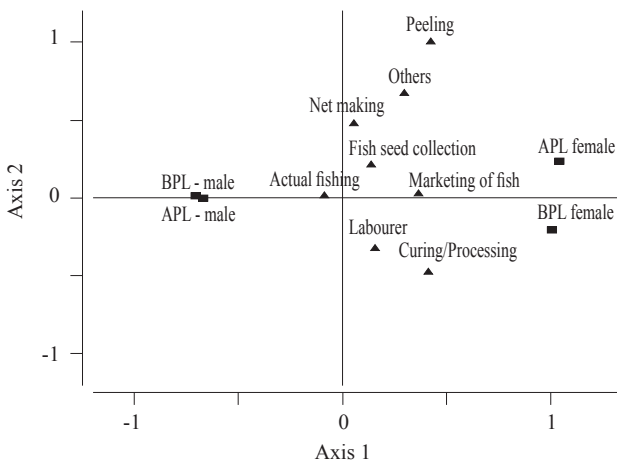 Peeling
1
Others
Net making
Axis 2
Fish seed collection
APL female
BPL - male
Actual fishing
Marketing of fish
0
APL - male
BPL female
Labourer
Curing/Processing
-1
-1
0
1
Axis 1